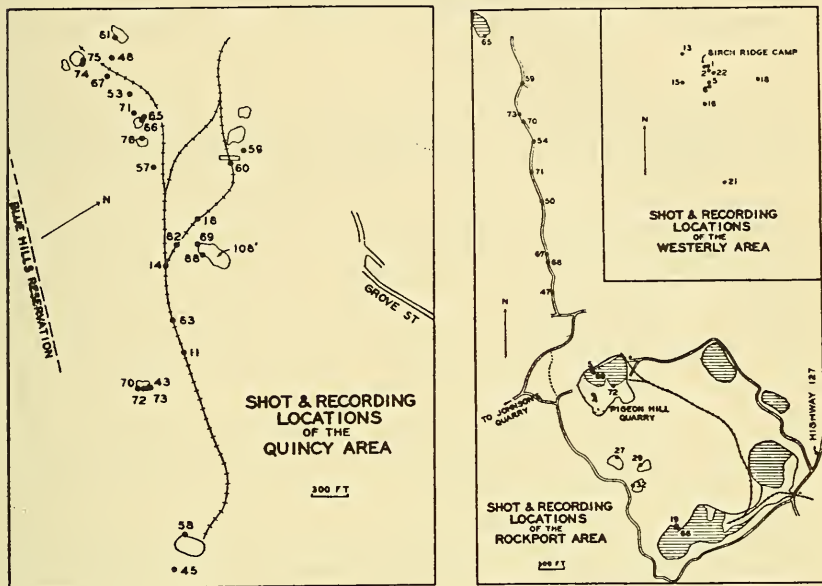 61
75
48
74
67
53
71
65
66
76
57
59
60
N
BLUE HILLS RESERVATION
18
82
69
88
108'
14
GROVE ST
63
11
70
43
72
73
SHOT & RECORDING
LOCATIONS
OF THE
QUINCY AREA
300 FT
58
45
65
59
73
70
54
71
50
67
68
47
N
TO JOHNSON'S
QUARRY
72
PIGEON HILL
QUARRY
HIGHWAY 127
27
29
32
19
66
SHOT & RECORDING
LOCATIONS
OF THE
ROCKPORT AREA
300 FT
13
BIRCH RIDGE CAMP
1
2
22
15
5
18
16
N
21
SHOT & RECORDING
LOCATIONS
OF THE
WESTERLY AREA